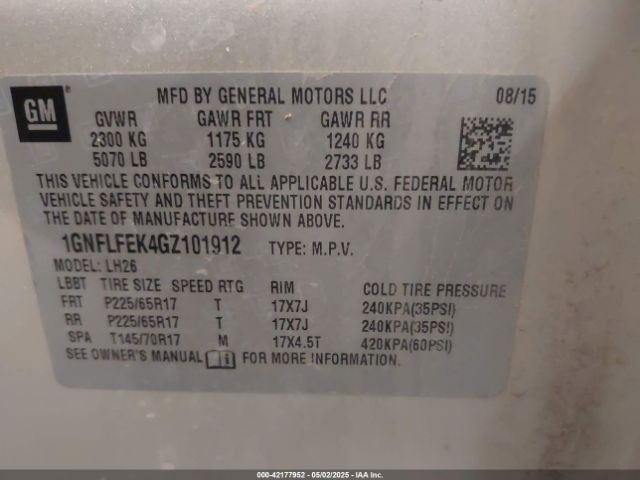 GM
MFD BY GENERAL MOTORS LLC 08/15
GVWR GAWR FRT GAWR RR
2300 KG 1175 KG 1240 KG
5070 LB 2590 LB 2733 LB
THIS VEHICLE CONFORMS TO ALL APPLICABLE U.S. FEDERAL MOTOR
VEHICLE SAFETY AND THEFT PREVENTION STANDARDS IN EFFECT ON
THE DATE OF MANUFACTURE SHOWN ABOVE.
1GNFLFEK4GZ101912 TYPE: M.P.V.
MODEL: LH26
LBBT TIRE SIZE SPEED RTG RIM COLD TIRE PRESSURE
FRT P225/65R17 T 17X7J 240KPA(35PSI)
RR P225/65R17 T 17X7J 240KPA(35PSI)
SPA T145/70R17 M 17X4.5T 420KPA(60PSI)
SEE OWNER'S MANUAL FOR MORE INFORMATION.
000-42177952 - 05/02/2025 - IAAI.COM